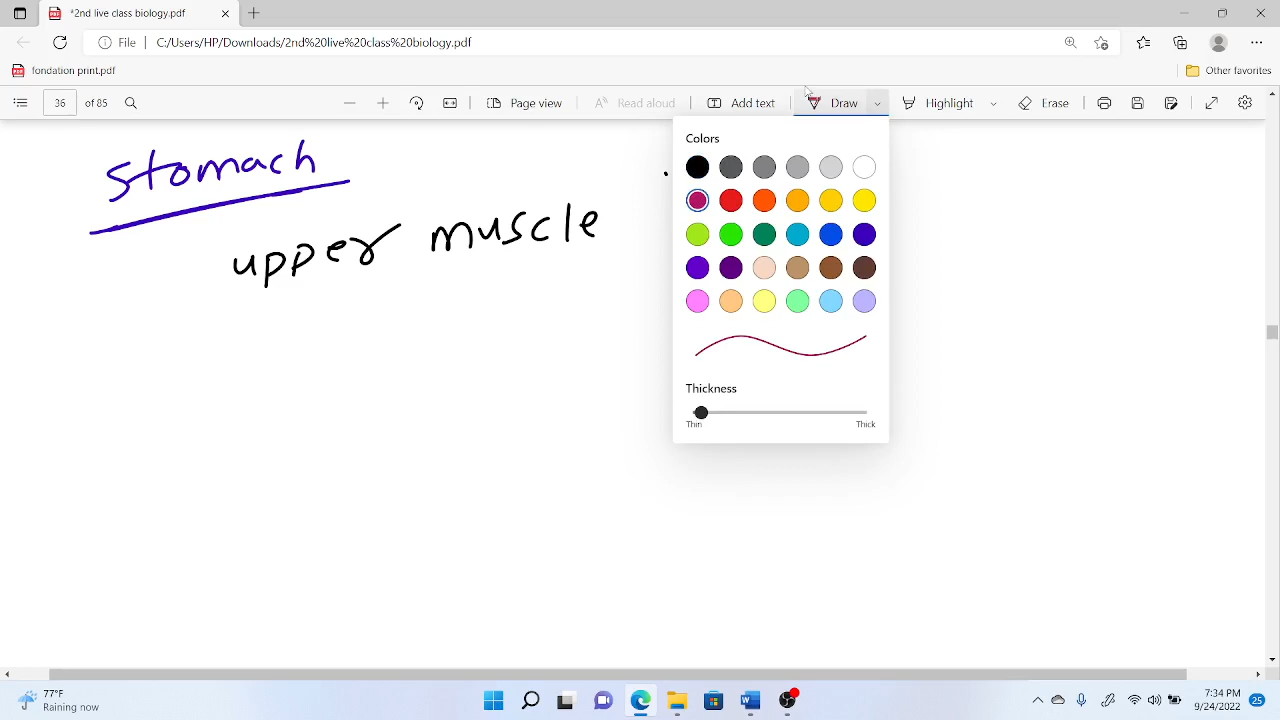 *2nd live class biology.pdf
File C:/Users/HP/Downloads/2nd%20live%20class%20biology.pdf
fondation print.pdf Other favorites
36 of 85 Page view Read aloud Add text Draw Highlight Erase
Colors
stomach
upper muscle
Thickness
Thin Thick
77°F
Raining now
7:34 PM
9/24/2022
25